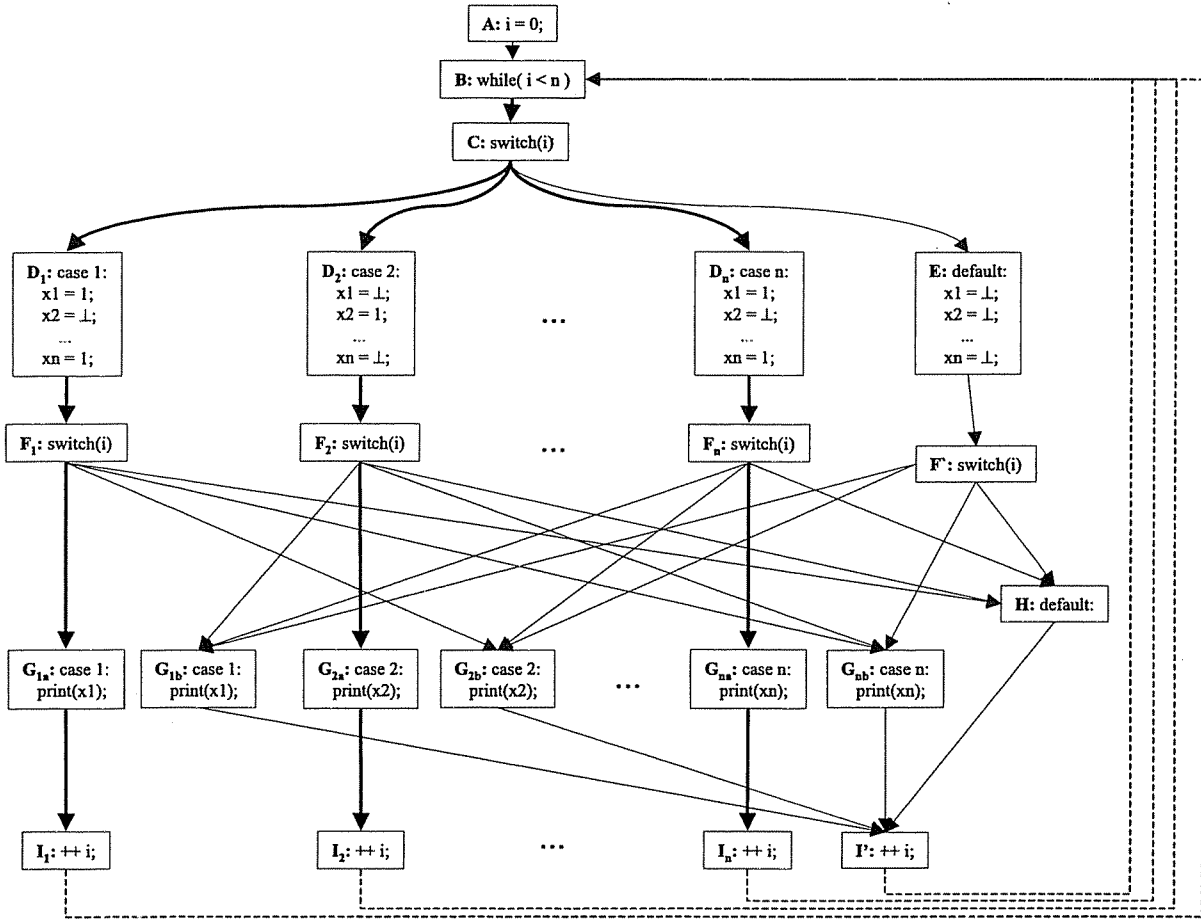 A: i = 0;
B: while( i < n )
C: switch(i)
D₁: case 1:
x1 = 1;
x2 = ⊥;
...
xn = 1;
D₂: case 2:
x1 = ⊥;
x2 = 1;
...
xn = ⊥;
...
Dₙ: case n:
x1 = 1;
x2 = ⊥;
...
xn = 1;
E: default:
x1 = ⊥;
x2 = ⊥;
...
xn = ⊥;
F₁: switch(i)
F₂: switch(i)
...
Fₙ: switch(i)
F`: switch(i)
H: default:
G₁ₐ: case 1:
print(x1);
G1b: case 1:
print(x1);
G₂ₐ: case 2:
print(x2);
G2b: case 2:
print(x2);
...
Gₙₐ: case n:
print(xn);
Gnb: case n:
print(xn);
I₁: ++ i;
I₂: ++ i;
...
Iₙ: ++ i;
I': ++ i;